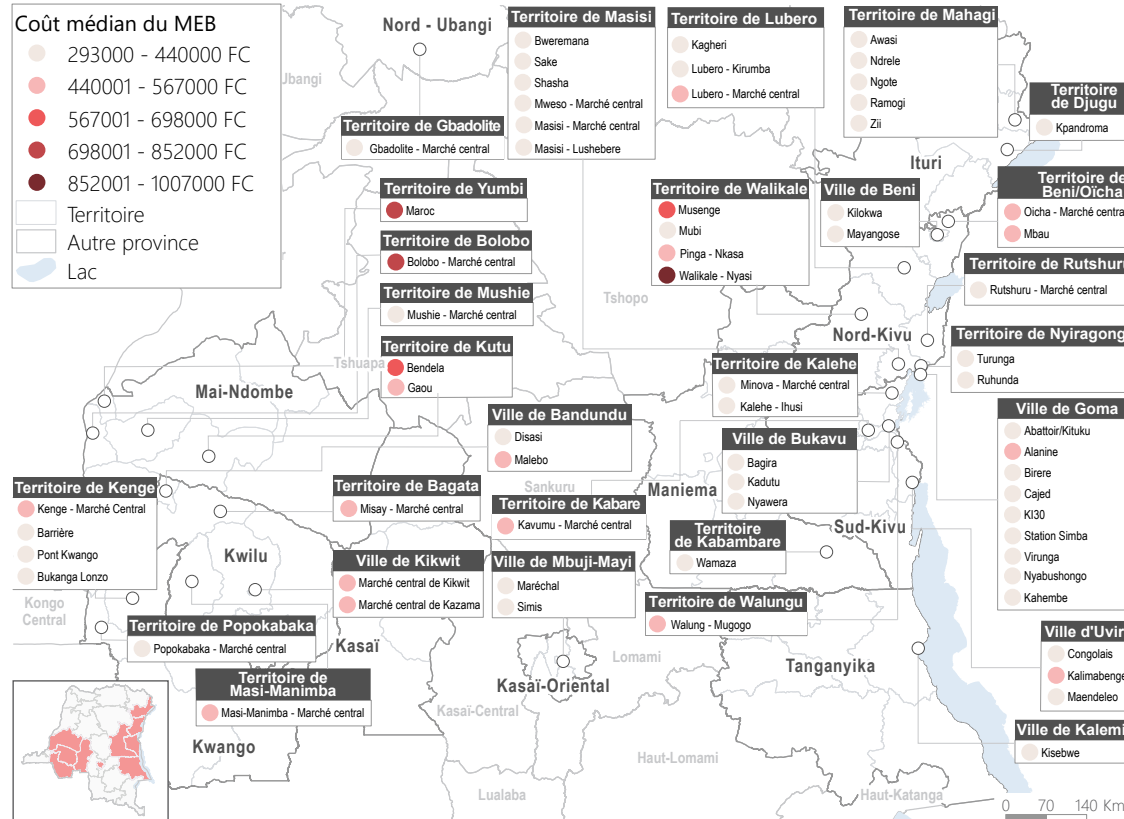 Coût médian du MEB
293000 - 440000 FC
440001 - 567000 FC
567001 - 698000 FC
698001 - 852000 FC
852001 - 1007000 FC
Territoire
Autre province
Lac
Nord - Ubangi
Ubangi
Territoire de Masisi
Bweremana
Sake
Shasha
Mweso - Marché central
Masisi - Marché central
Masisi - Lushebere
Territoire de Lubero
Kagheri
Lubero - Kirumba
Lubero - Marché central
Territoire de Mahagi
Awasi
Ndrele
Ngote
Ramogi
Zii
Territoire
de Djugu
Kpandroma
Ituri
Territoire de Gbadolite
Gbadolite - Marché central
Territoire de Yumbi
Maroc
Territoire de Bolobo
Bolobo - Marché central
Territoire de Mushie
Mushie - Marché central
Territoire de Kutu
Bendela
Gaou
Territoire de Walikale
Musenge
Mubi
Pinga - Nkasa
Walikale - Nyasi
Ville de Beni
Kilokwa
Mayangose
Territoire de
Beni/Oïcha
Oicha - Marché central
Mbau
Territoire de Rutshuru
Rutshuru - Marché central
Tshopo
Nord-Kivu
Territoire de Nyiragong
Turunga
Ruhunda
Territoire de Kalehe
Minova - Marché central
Kalehe - Ihusi
Tshuapa
Mai-Ndombe
Ville de Bandundu
Disasi
Malebo
Ville de Bukavu
Bagira
Kadutu
Nyawera
Ville de Goma
Abattoir/Kituku
Alanine
Birere
Cajed
KI30
Station Simba
Virunga
Nyabushongo
Kahembe
Territoire de Kenge
Kenge - Marché Central
Barrière
Pont Kwango
Bukanga Lonzo
Territoire de Bagata
Misay - Marché central
Sankuru
Territoire de Kabare
Kavumu - Marché central
Maniema
Sud-Kivu
Territoire
de Kabambare
Wamaza
Kwilu
Ville de Kikwit
Marché central de Kikwit
Marché central de Kazama
Ville de Mbuji-Mayi
Maréchal
Simis
Kongo
Central
Territoire de Popokabaka
Popokabaka - Marché central
Kasaï
Territoire de Walungu
Walung - Mugogo
Ville d'Uvir
Congolais
Kalimabenge
Maendeleo
Territoire de
Masi-Manimba
Masi-Manimba - Marché central
Kasaï-Oriental
Lomami
Tanganyika
Kasaï-Central
Kwango
Ville de Kalemi
Kisebwe
Haut-Lomami
Lualaba
Haut-Katanga
0 70 140 Km